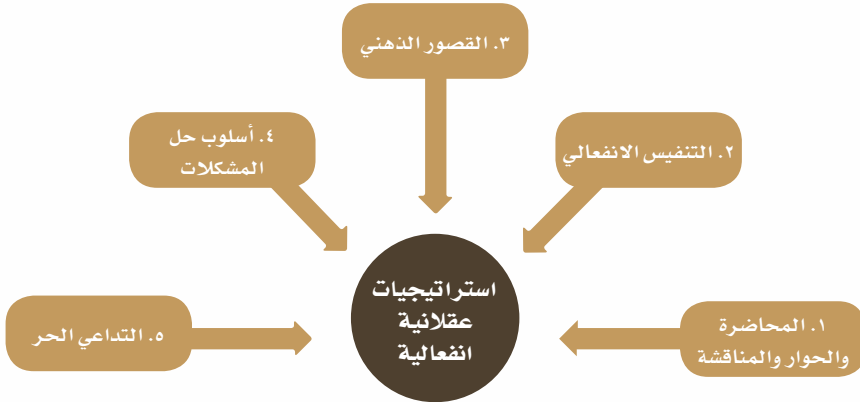 ٣. القصور الذهني
٤. أسلوب حل
المشكلات
٢. التنفيس الانفعالي
استراتيجيات
عقلانية
انفعالية
١. المحاضرة
والحوار والمناقشة
٥. التداعي الحر